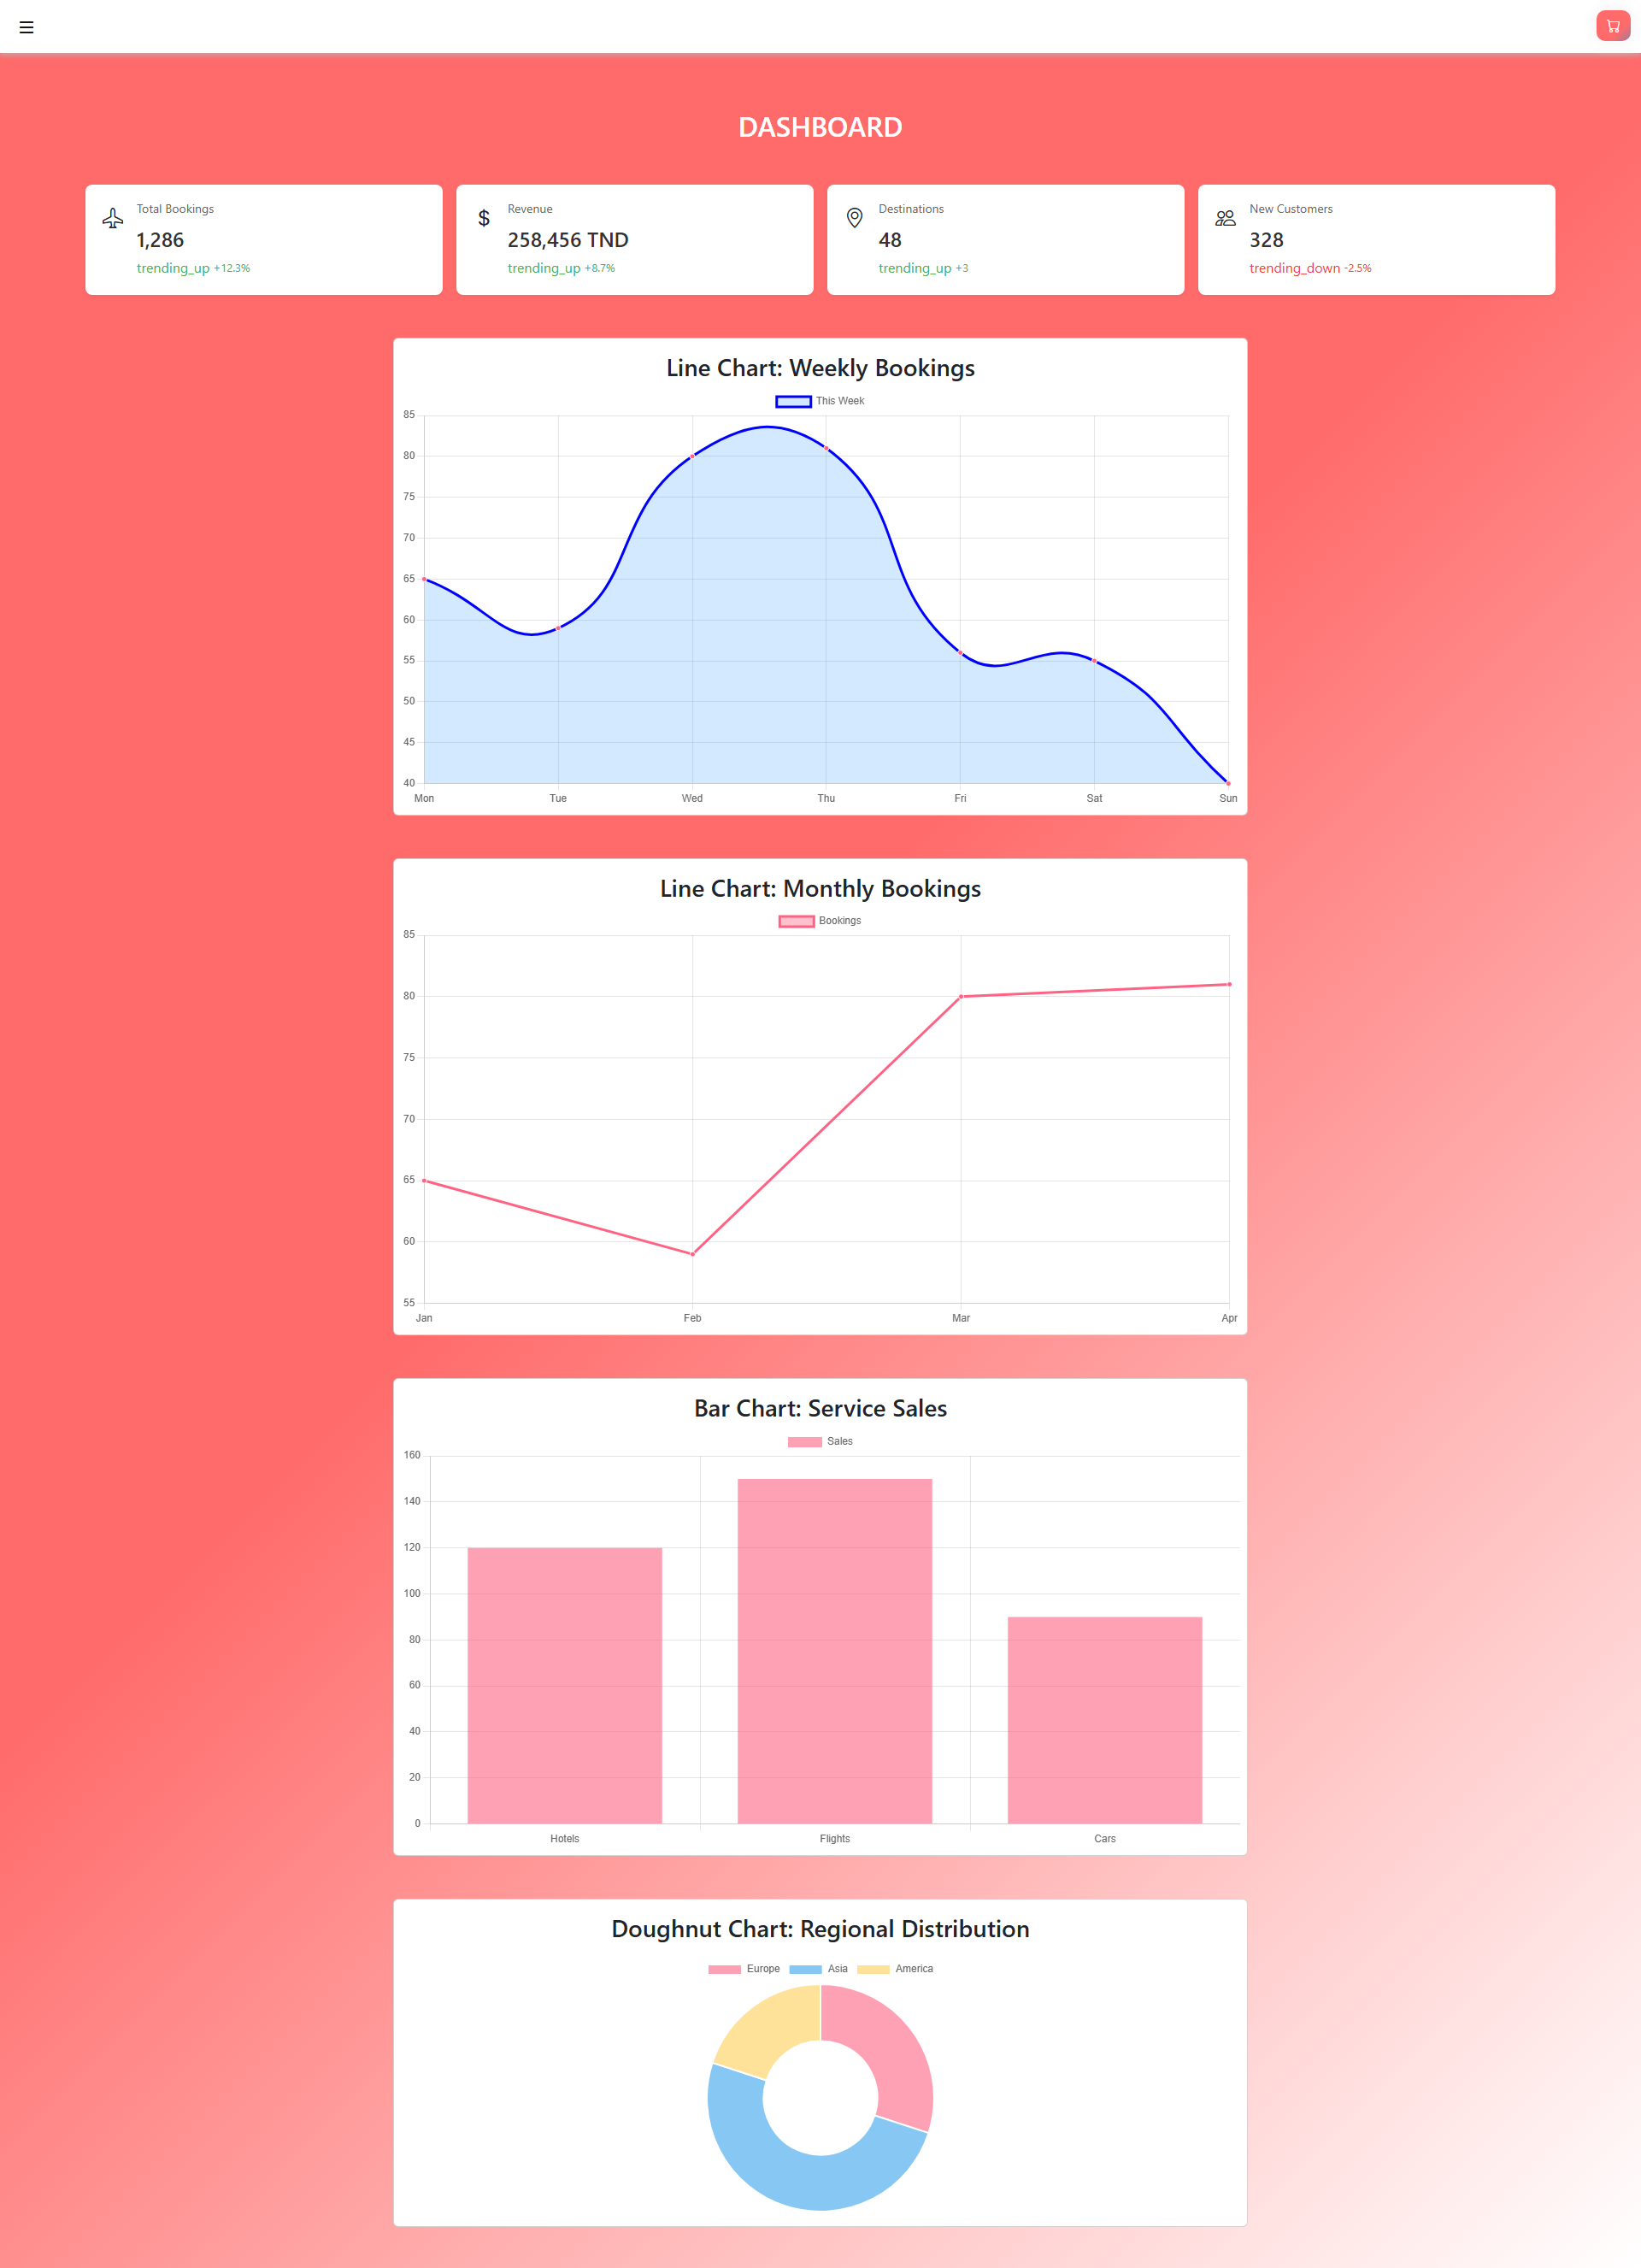 DASHBOARD
Total Bookings
1,286
trending_up +12.3%
Revenue
258,456 TND
trending_up +8.7%
Destinations
48
trending_up +3
New Customers
328
trending_down -2.5%
Line Chart: Weekly Bookings
This Week
85
80
75
70
65
60
55
50
45
40
Mon Tue Wed Thu Fri Sat Sun
Line Chart: Monthly Bookings
Bookings
85
80
75
70
65
60
55
Jan Feb Mar Apr
Bar Chart: Service Sales
Sales
160
140
120
100
80
60
40
20
0
Hotels Flights Cars
Doughnut Chart: Regional Distribution
Europe Asia America